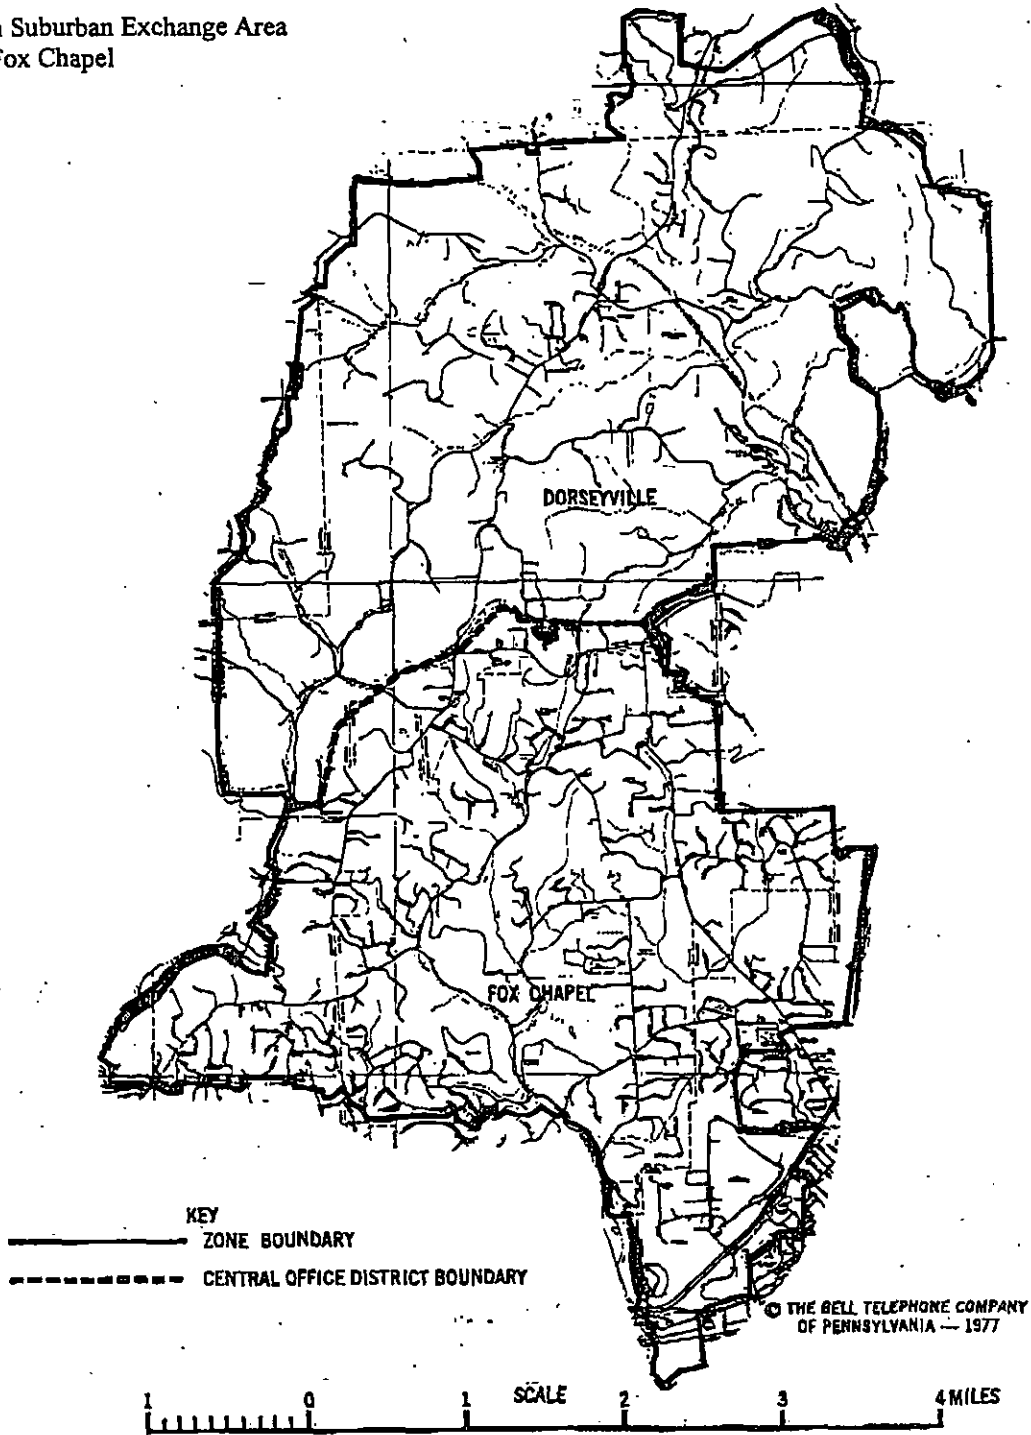 Suburban Exchange Area
Fox Chapel
DORSEYVILLE
FOX CHAPEL
KEY
ZONE BOUNDARY
CENTRAL OFFICE DISTRICT BOUNDARY
© THE BELL TELEPHONE COMPANY
OF PENNSYLVANIA — 1977
SCALE
1 0 1 2 3 4 MILES